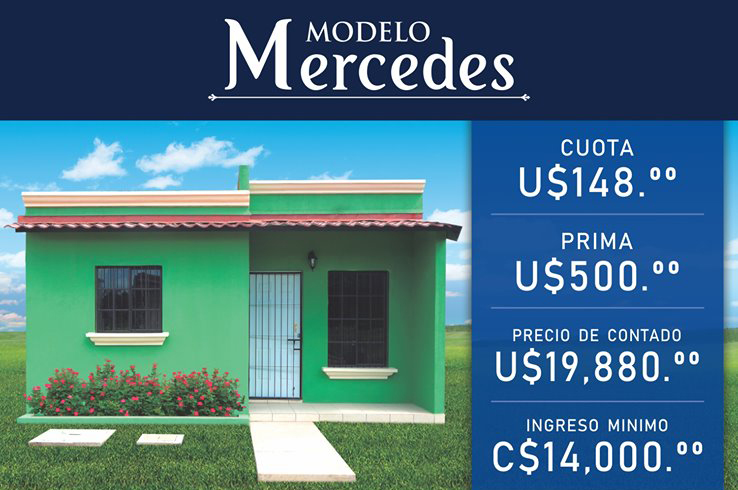 MODELO
Mercedes
CUOTA
U$148.ºº
PRIMA
U$500.ºº
PRECIO DE CONTADO
U$19,880.ºº
INGRESO MINIMO
C$14,000.ºº